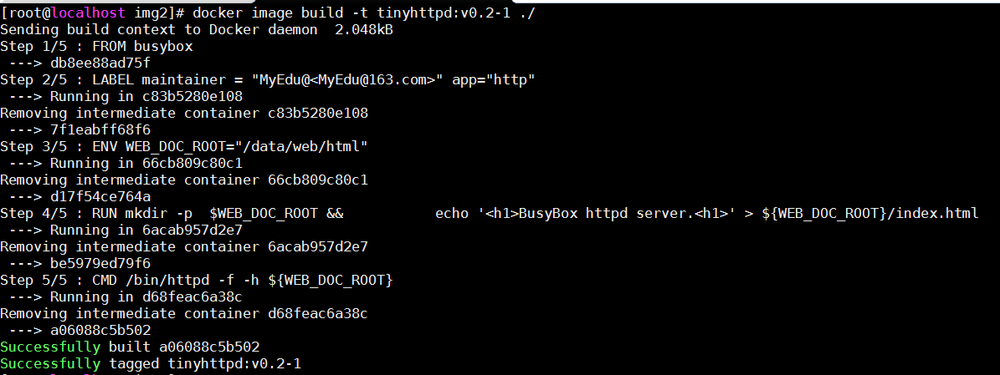 [root@localhost img2]# docker image build -t tinyhttpd:v0.2-1 ./
Sending build context to Docker daemon  2.048kB
Step 1/5 : FROM busybox
 ---> db8ee88ad75f
Step 2/5 : LABEL maintainer = "MyEdu@<MyEdu@163.com>" app="http"
 ---> Running in c83b5280e108
Removing intermediate container c83b5280e108
 ---> 7f1eabff68f6
Step 3/5 : ENV WEB_DOC_ROOT="/data/web/html"
 ---> Running in 66cb809c80c1
Removing intermediate container 66cb809c80c1
 ---> d17f54ce764a
Step 4/5 : RUN mkdir -p  $WEB_DOC_ROOT &&           echo '<h1>BusyBox httpd server.<h1>' > ${WEB_DOC_ROOT}/index.html
 ---> Running in 6acab957d2e7
Removing intermediate container 6acab957d2e7
 ---> be5979ed79f6
Step 5/5 : CMD /bin/httpd -f -h ${WEB_DOC_ROOT}
 ---> Running in d68feac6a38c
Removing intermediate container d68feac6a38c
 ---> a06088c5b502
Successfully built a06088c5b502
Successfully tagged tinyhttpd:v0.2-1